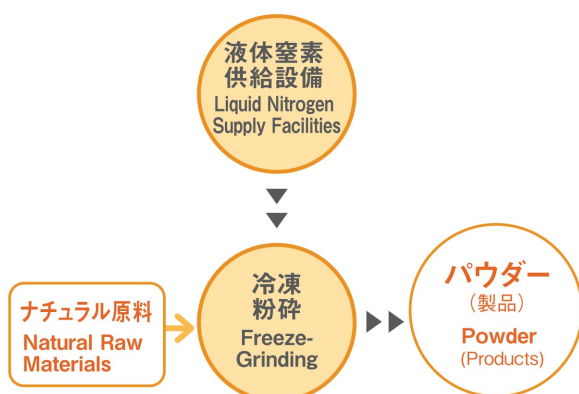 液体窒素
供給設備
Liquid Nitrogen
Supply Facilities
ナチュラル原料
Natural Raw
Materials
冷凍
粉砕
Freeze-
Grinding
パウダー
（製品）
Powder
(Products)